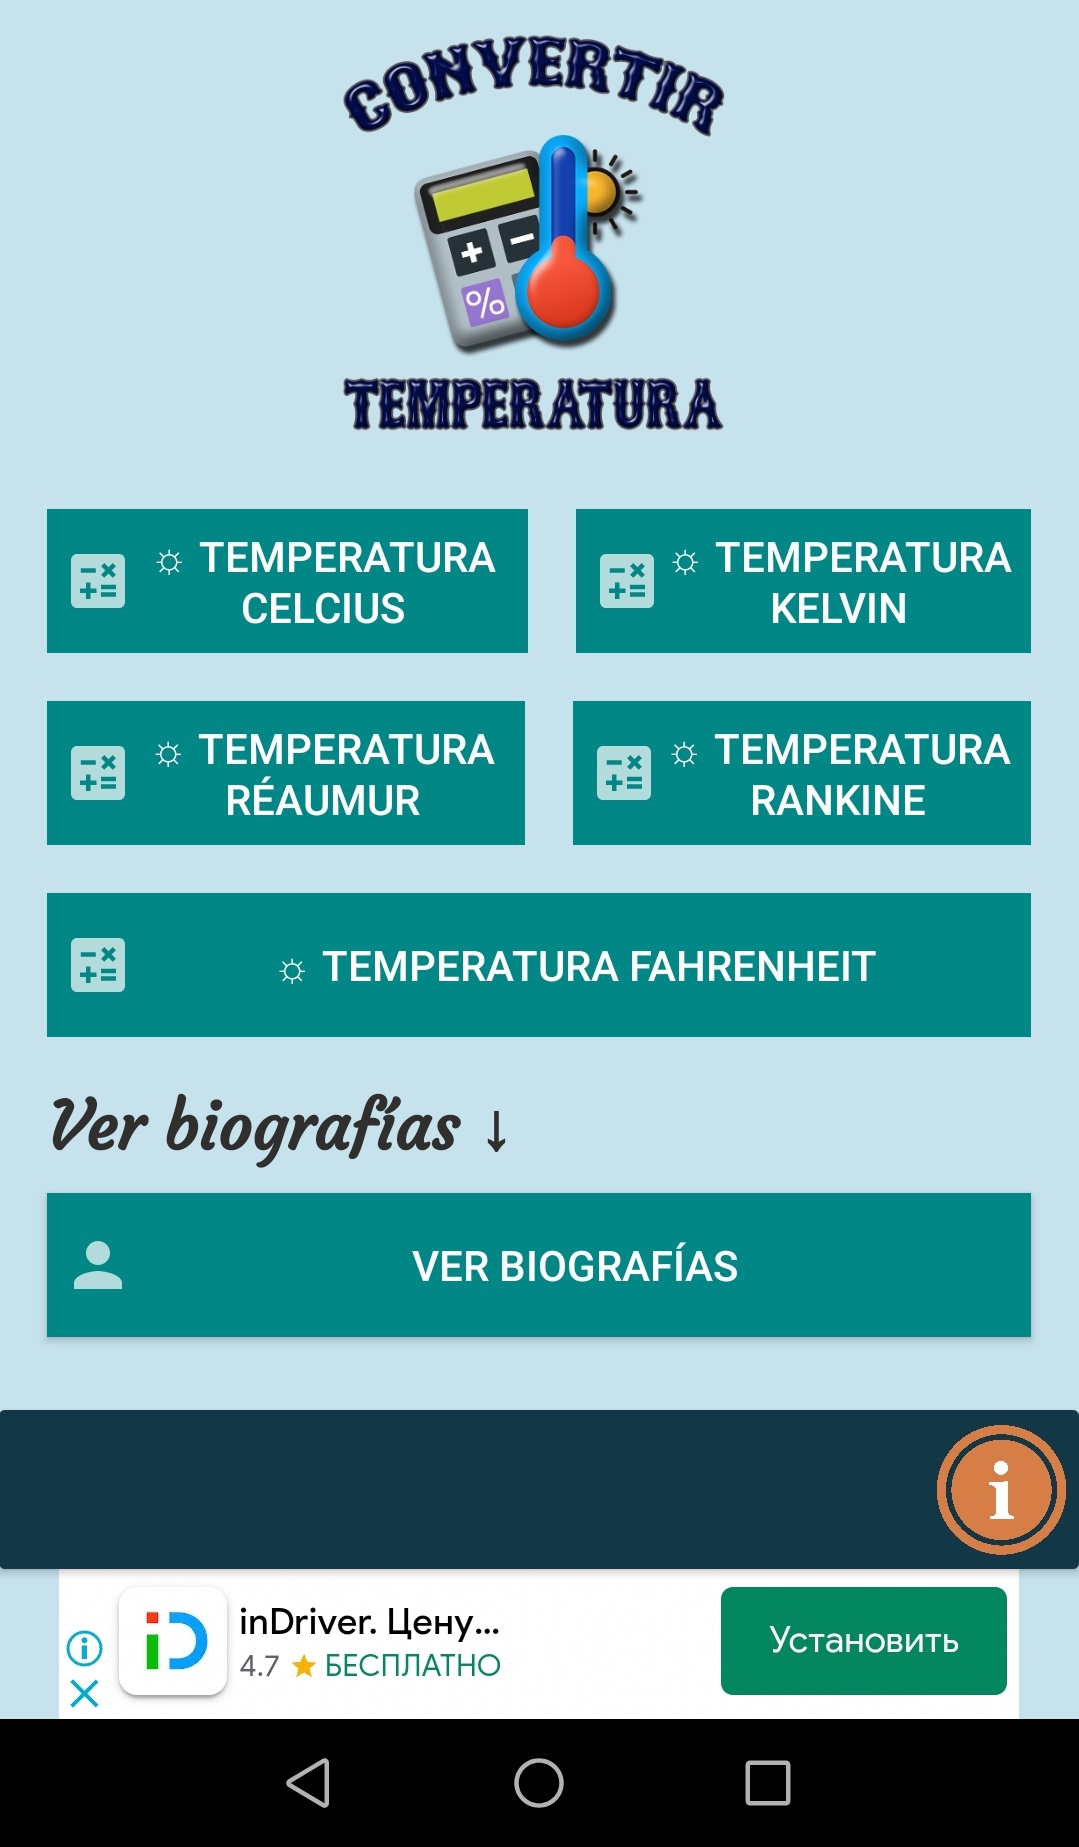 CONVERTIR
TEMPERATURA
☼ TEMPERATURA
CELCIUS
☼ TEMPERATURA
KELVIN
☼ TEMPERATURA
RÉAUMUR
☼ TEMPERATURA
RANKINE
☼ TEMPERATURA FAHRENHEIT
Ver biografías ↓
VER BIOGRAFÍAS
inDriver. Цену...
4.7 ★ БЕСПЛАТНО
Установить